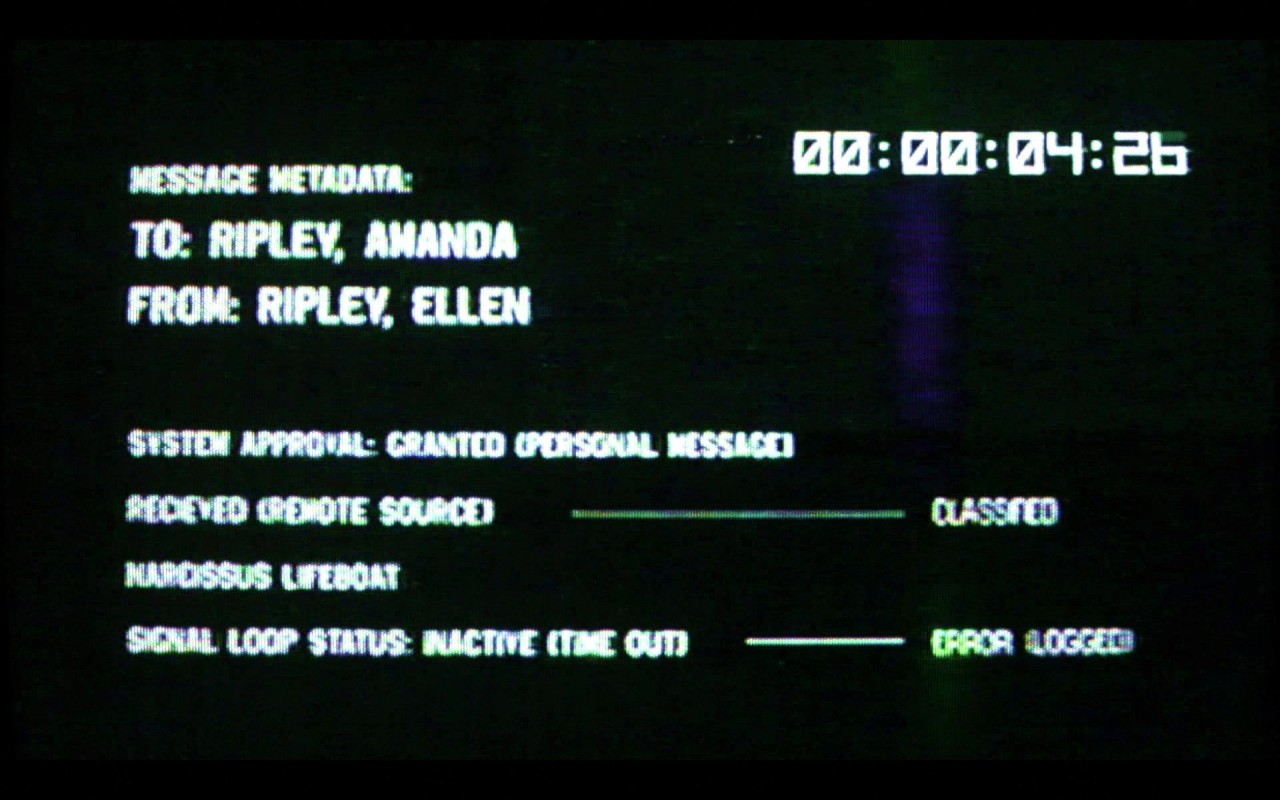 00:00:04:26
MESSAGE METADATA:
TO: RIPLEY, AMANDA
FROM: RIPLEY, ELLEN
SYSTEM APPROVAL: GRANTED (PERSONAL MESSAGE)
RECIEVED (REMOTE SOURCE) CLASSIFIED
NARCISSUS LIFEBOAT
SIGNAL LOOP STATUS: INACTIVE (TIME OUT) ERROR (LOGGED)